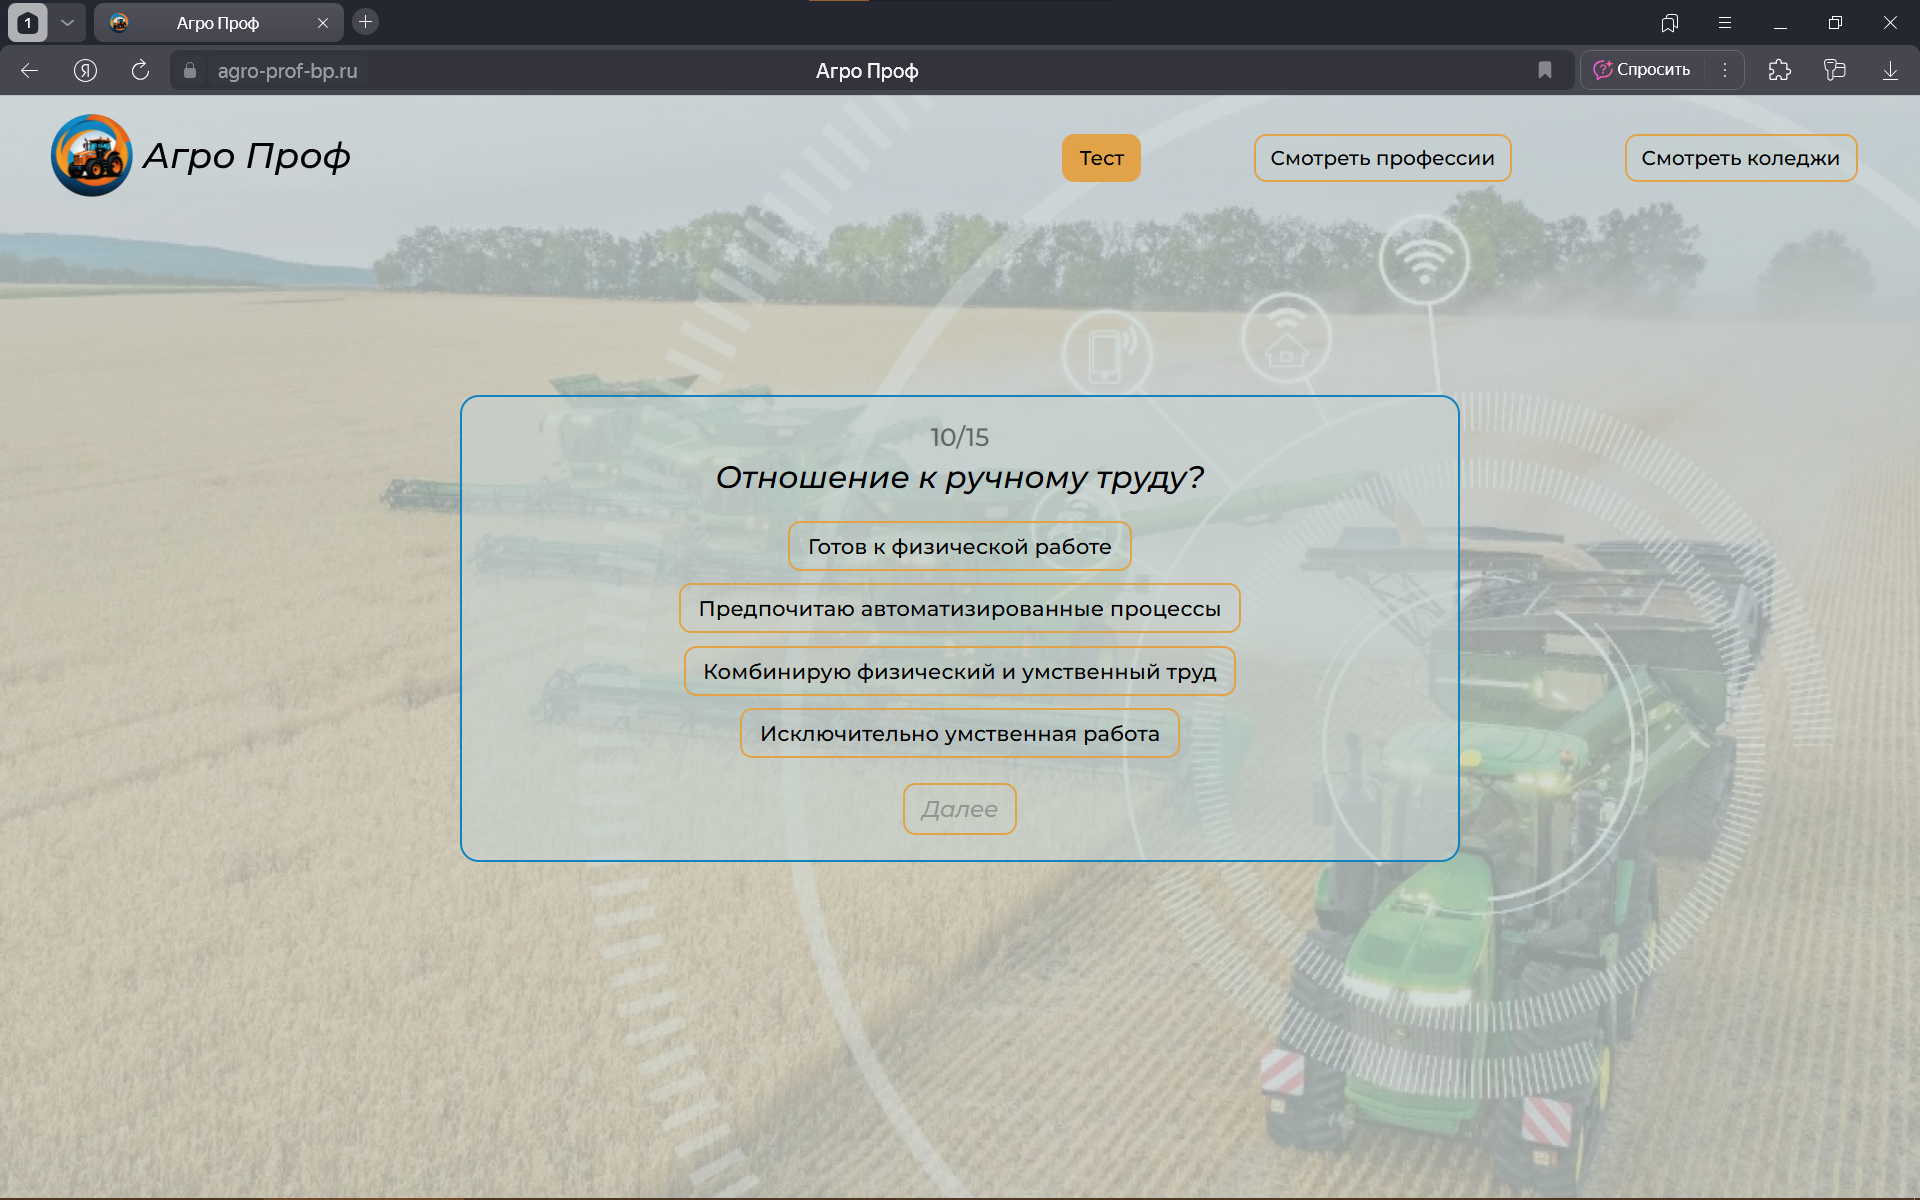 1
Агро Проф
agro-prof-bp.ru
Агро Проф
Спросить
Агро Проф
Тест
Смотреть профессии
Смотреть коледжи
10/15
Отношение к ручному труду?
Готов к физической работе
Предпочитаю автоматизированные процессы
Комбинирую физический и умственный труд
Исключительно умственная работа
Далее